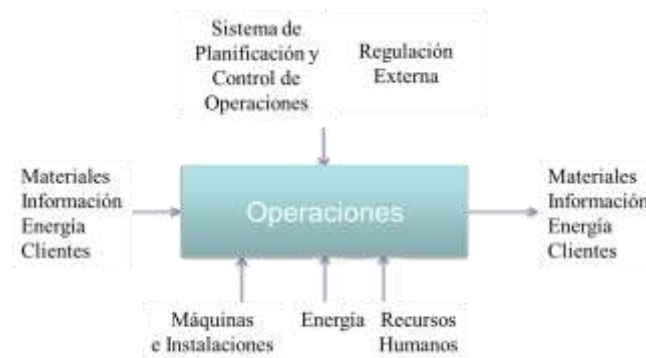 Sistema de
Planificación y
Control de
Operaciones
Regulación
Externa
Materiales
Información
Energía
Clientes
Operaciones
Materiales
Información
Energía
Clientes
Máquinas
e Instalaciones
Energía
Recursos
Humanos